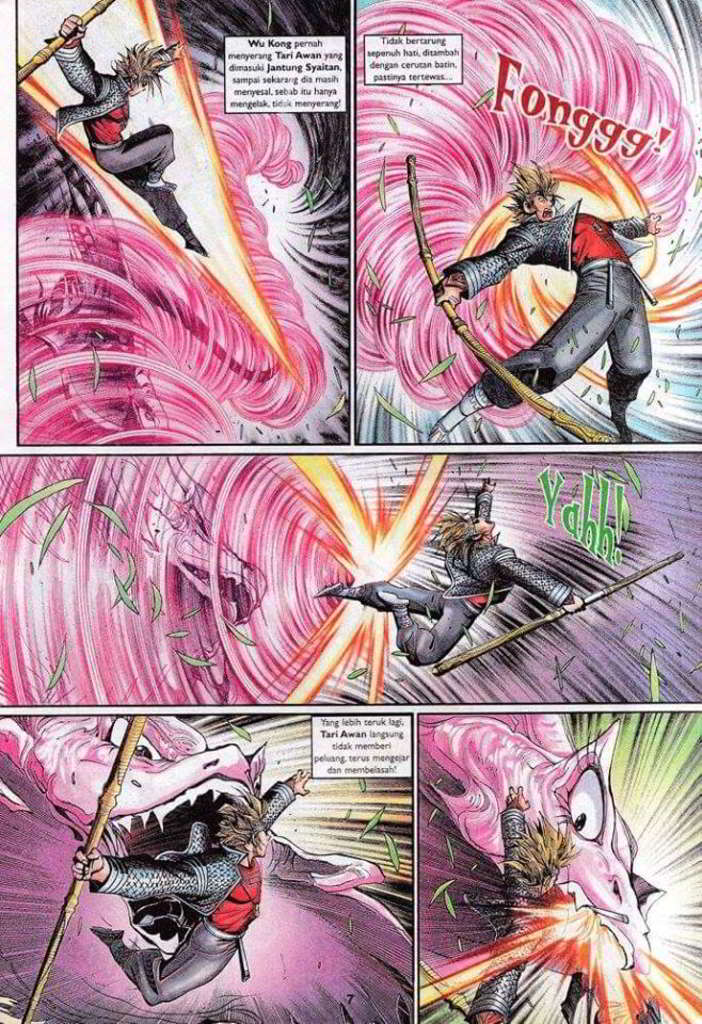 Wu Kong pernah
menyerang Tari Awan yang
dimasuki Jantung Syaitan,
sampai sekarang dia masih
menyesal, sebab itu hanya
mengelak, tidak menyerang!
Tidak bertarung
sepenuh hati, ditambah
dengan cerutan batin,
pastinya tertewas...
Fonggg!
Yahh!
Yang lebih teruk lagi,
Tari Awan langsung
tidak memberi
peluang, terus mengejar
dan membelasah!
7